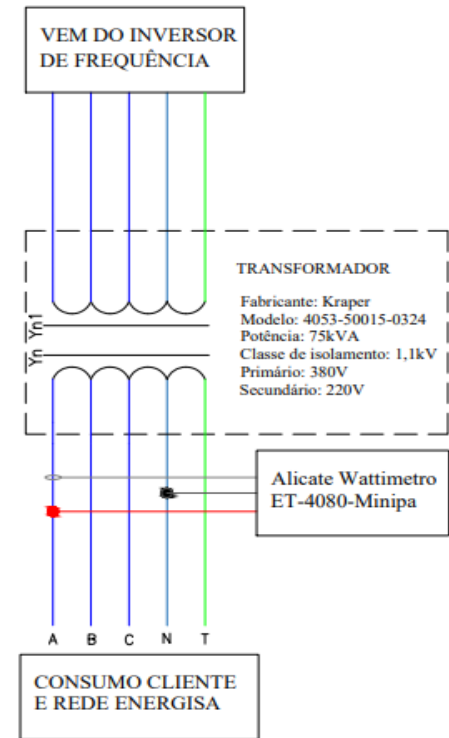 VEM DO INVERSOR
DE FREQUÊNCIA
TRANSFORMADOR
Fabricante: Kraper
Modelo: 4053-50015-0324
Potência: 75kVA
Classe de isolamento: 1,1kV
Primário: 380V
Secundário: 220V
Yn1
Yn
Alicate Wattimetro
ET-4080-Minipa
A B C N T
CONSUMO CLIENTE
E REDE ENERGISA